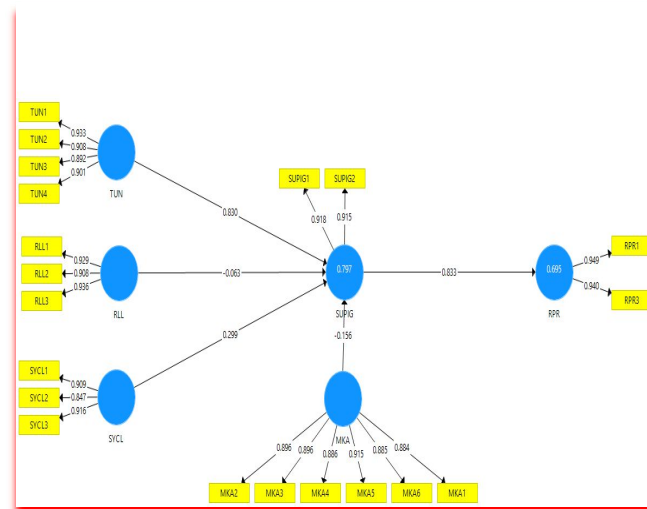 TUN1
TUN2
TUN3
TUN4
0.933
0.908
0.892
0.901
TUN
0.830
SUPIG1
SUPIG2
0.918
0.915
RLL1
RLL2
RLL3
0.929
0.908
0.936
RLL
-0.063
0.797
SUPIG
0.833
0.695
RPR
RPR1
RPR3
0.949
0.940
0.299
-0.156
SYCL1
SYCL2
SYCL3
0.909
0.847
0.916
SYCL
MKA
0.896
0.896
0.886
0.915
0.885
0.884
MKA2
MKA3
MKA4
MKA5
MKA6
MKA1